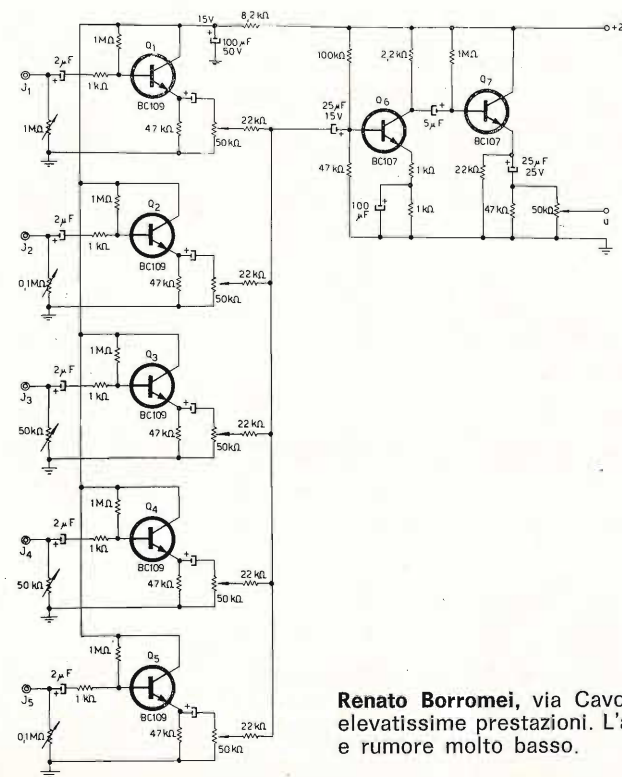 15V 8,2kΩ
+2
1MΩ Q1 100µF 50V
2µF
J1 1kΩ BC109
1MΩ 47kΩ 22kΩ
50kΩ
100kΩ 2,2kΩ 1MΩ
25µF 15V Q6 Q7
5µF
BC107 BC107
47kΩ 1kΩ 22kΩ 25µF 25V
100 µF 1kΩ 47kΩ 50kΩ
u
1MΩ Q2
2µF
J2 1kΩ BC109
0,1MΩ 47kΩ 22kΩ
50kΩ
1MΩ Q3
2µF
J3 1kΩ BC109
50kΩ 47kΩ 22kΩ
50kΩ
1MΩ Q4
2µF
J4 1kΩ BC109
50kΩ 47kΩ 22kΩ
50kΩ
1MΩ Q5
2µF
J5 1kΩ BC109
0,1MΩ 47kΩ 22kΩ
50kΩ
Renato Borromei, via Cavo
elevatissime prestazioni. L'a
e rumore molto basso.